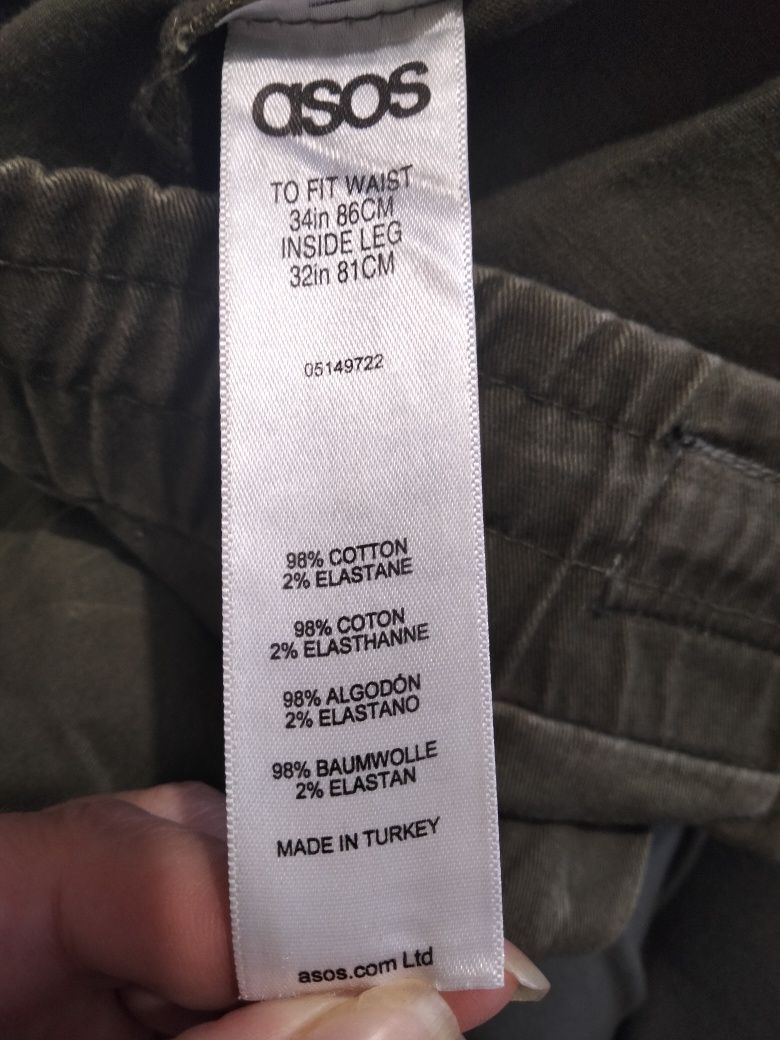 asos
TO FIT WAIST
34in 86CM
INSIDE LEG
32in 81CM
05149722
98% COTTON
2% ELASTANE
98% COTON
2% ELASTHANNE
98% ALGODÓN
2% ELASTANO
98% BAUMWOLLE
2% ELASTAN
MADE IN TURKEY
asos.com Ltd